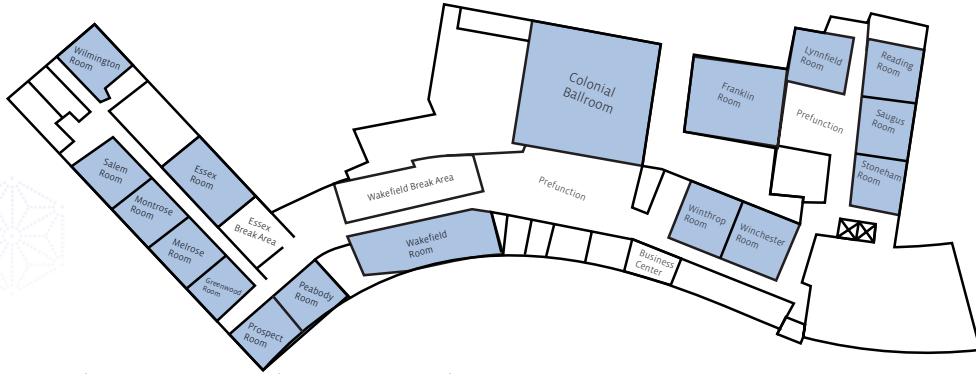 Wilmington
Room
Salem
Room
Montrose
Room
Melrose
Room
Greenwood
Room
Essex
Room
Essex
Break Area
Prospect
Room
Peabody
Room
Wakefield Break Area
Wakefield
Room
Colonial
Ballroom
Prefunction
Business
Center
Winthrop
Room
Winchester
Room
Franklin
Room
Lynnfield
Room
Prefunction
Reading
Room
Saugus
Room
Stoneham
Room